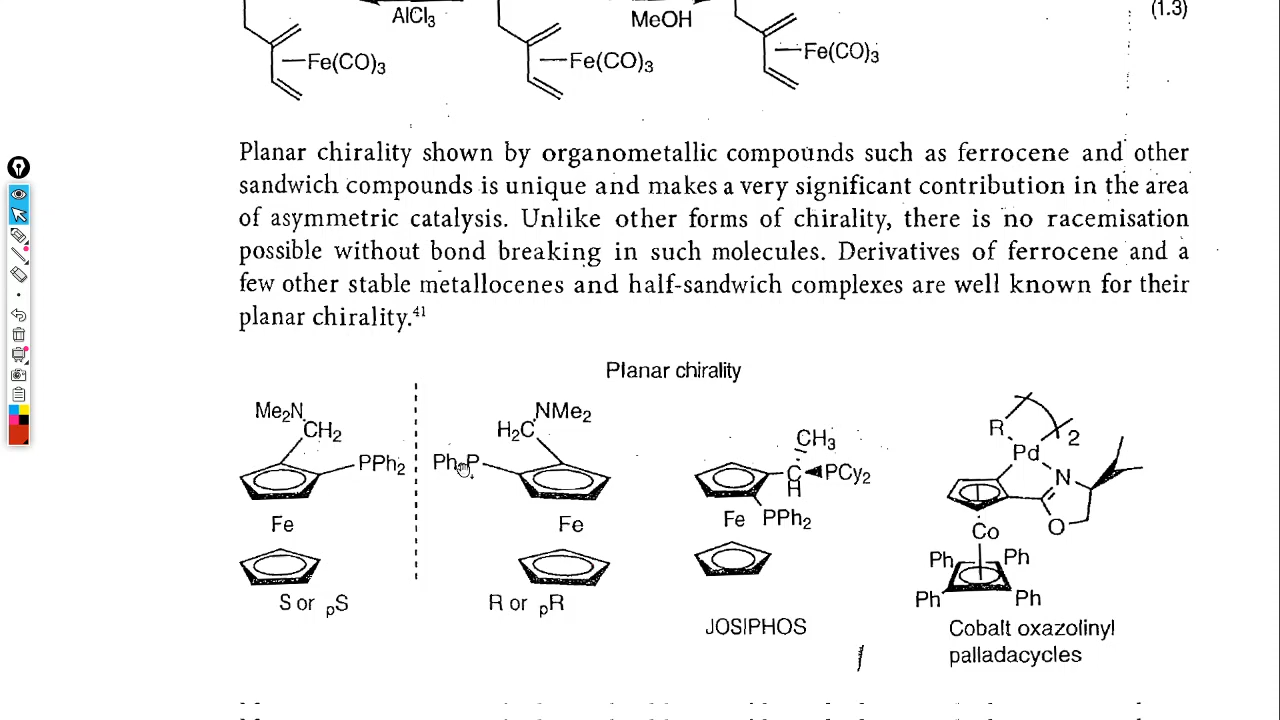 AlCl3
MeOH
(1.3)
Fe(CO)3
Fe(CO)3
Fe(CO)3
Planar chirality shown by organometallic compounds such as ferrocene and other
sandwich compounds is unique and makes a very significant contribution in the area
of asymmetric catalysis. Unlike other forms of chirality, there is no racemisation
possible without bond breaking in such molecules. Derivatives of ferrocene and a
few other stable metallocenes and half-sandwich complexes are well known for their
planar chirality.41
Planar chirality
Me2N
CH2
PPh2
Fe
S or pS
NMe2
H2C
Fe
R or pR
CH3
C
PCy2
H
Fe
PPh2
JOSIPHOS
R
2
Pd
N
O
Co
Ph
Ph
Ph
Ph
Cobalt oxazolinyl
palladacycles